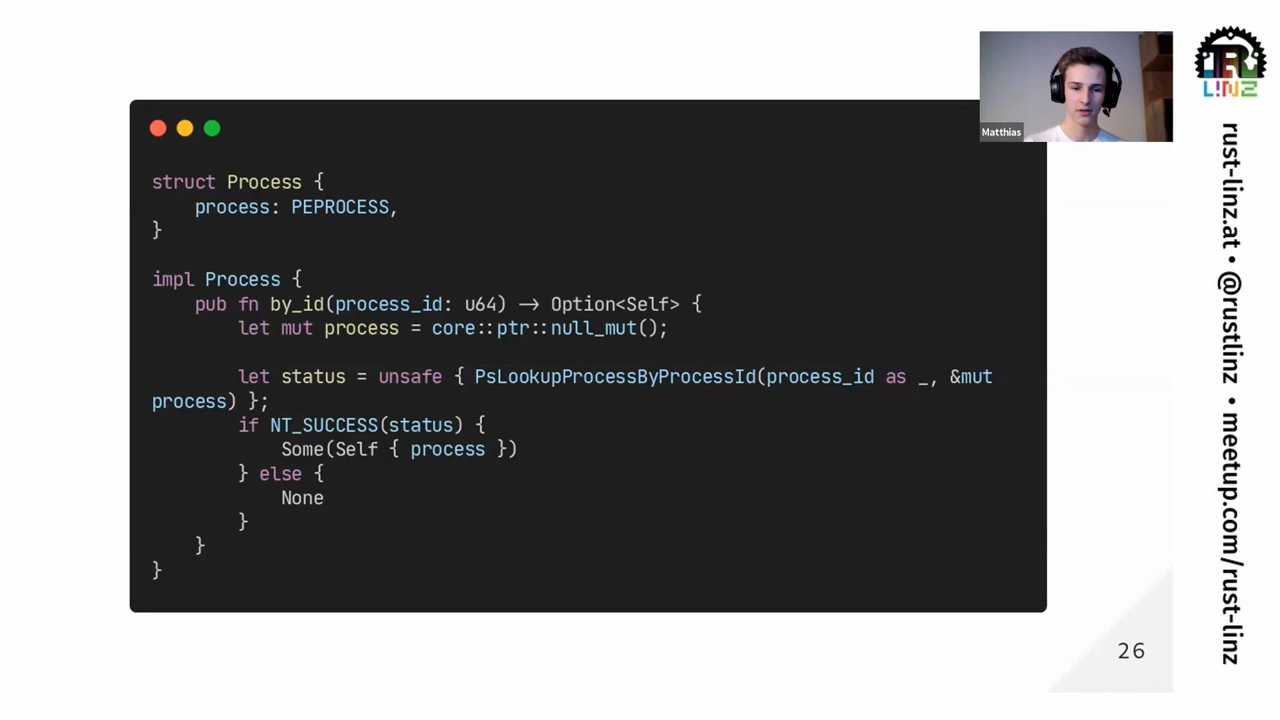 struct Process {
    process: PEPROCESS,
}
impl Process {
    pub fn by_id(process_id: u64) → Option<Self> {
        let mut process = core::ptr::null_mut();
        let status = unsafe { PsLookupProcessByProcessId(process_id as _, &mut
process) };
        if NT_SUCCESS(status) {
            Some(Self { process })
        } else {
            None
        }
    }
}
26
Matthias
R
L!NZ
rust-linz.at • @rustlinz • meetup.com/rust-linz